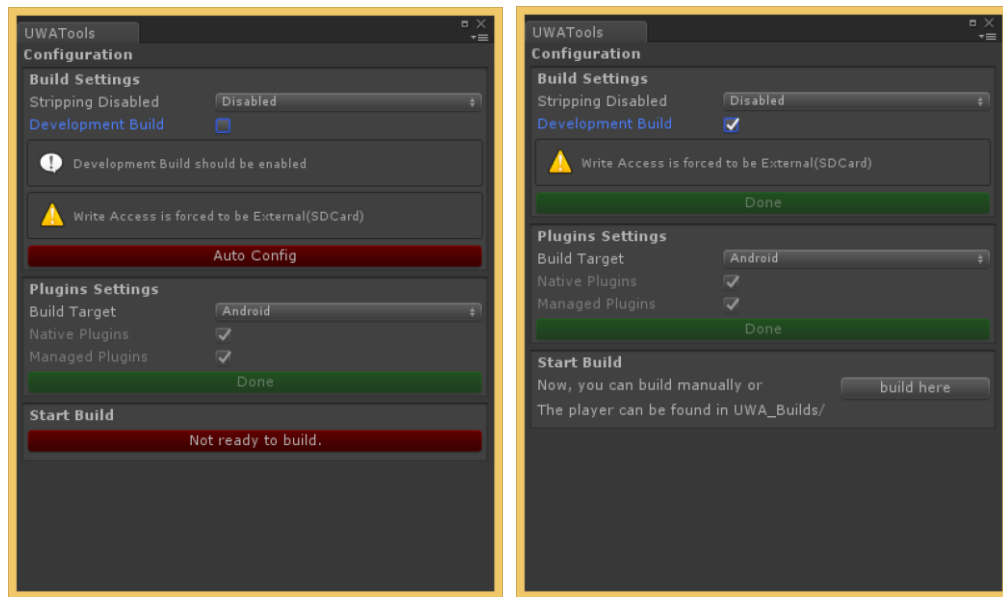 UWATools
Configuration
Build Settings
Stripping Disabled Disabled
Development Build
Development Build should be enabled
Write Access is forced to be External(SDCard)
Auto Config
Plugins Settings
Build Target Android
Native Plugins
Managed Plugins
Done
Start Build
Not ready to build.
UWATools
Configuration
Build Settings
Stripping Disabled Disabled
Development Build
Write Access is forced to be External(SDCard)
Done
Plugins Settings
Build Target Android
Native Plugins
Managed Plugins
Done
Start Build
Now, you can build manually or build here
The player can be found in UWA_Builds/